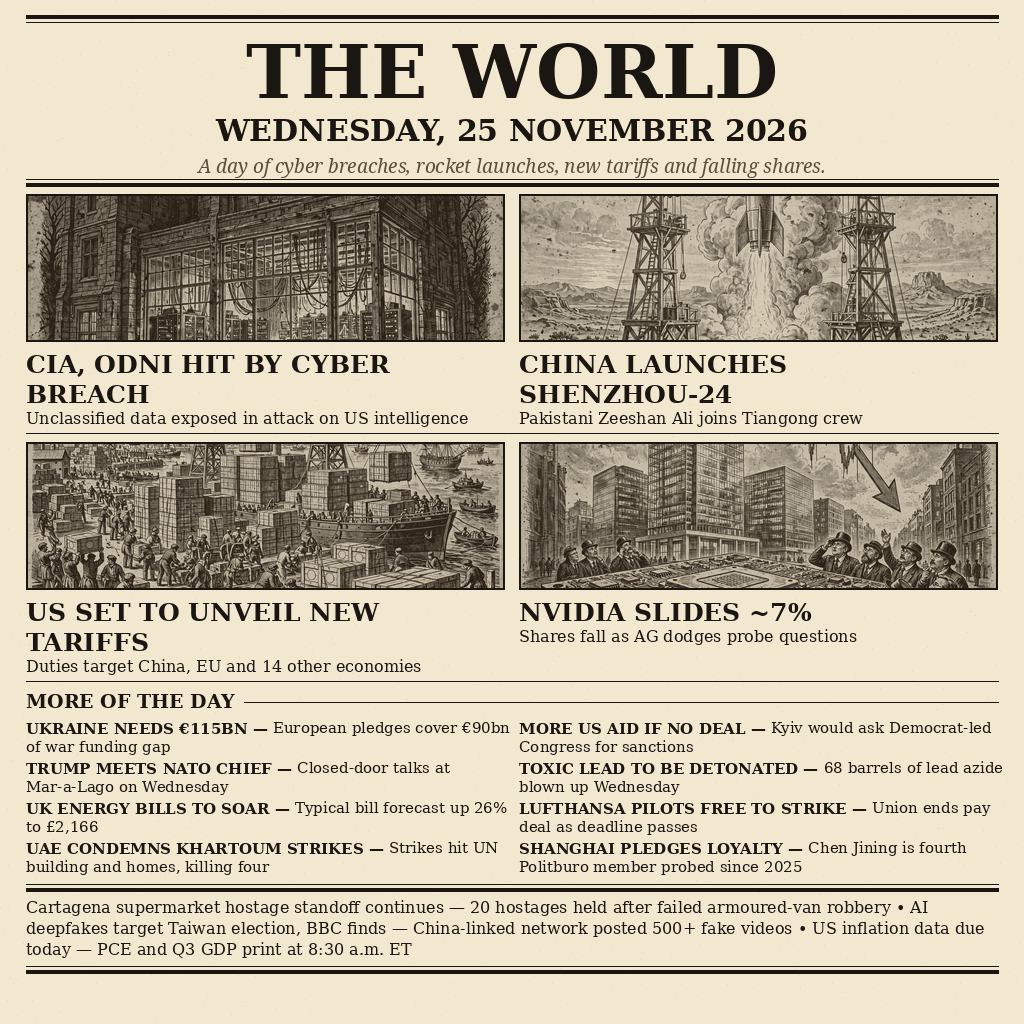 THE WORLD
WEDNESDAY, 25 NOVEMBER 2026
A day of cyber breaches, rocket launches, new tariffs and falling shares.
CIA, ODNI HIT BY CYBER
BREACH
Unclassified data exposed in attack on US intelligence
CHINA LAUNCHES
SHENZHOU-24
Pakistani Zeeshan Ali joins Tiangong crew
US SET TO UNVEIL NEW
TARIFFS
Duties target China, EU and 14 other economies
NVIDIA SLIDES ~7%
Shares fall as AG dodges probe questions
MORE OF THE DAY
UKRAINE NEEDS €115BN — European pledges cover €90bn
of war funding gap
TRUMP MEETS NATO CHIEF — Closed-door talks at
Mar-a-Lago on Wednesday
UK ENERGY BILLS TO SOAR — Typical bill forecast up 26%
to £2,166
UAE CONDEMNS KHARTOUM STRIKES — Strikes hit UN
building and homes, killing four
MORE US AID IF NO DEAL — Kyiv would ask Democrat-led
Congress for sanctions
TOXIC LEAD TO BE DETONATED — 68 barrels of lead azide
blown up Wednesday
LUFTHANSA PILOTS FREE TO STRIKE — Union ends pay
deal as deadline passes
SHANGHAI PLEDGES LOYALTY — Chen Jining is fourth
Politburo member probed since 2025
Cartagena supermarket hostage standoff continues — 20 hostages held after failed armoured-van robbery • AI
deepfakes target Taiwan election, BBC finds — China-linked network posted 500+ fake videos • US inflation data due
today — PCE and Q3 GDP print at 8:30 a.m. ET